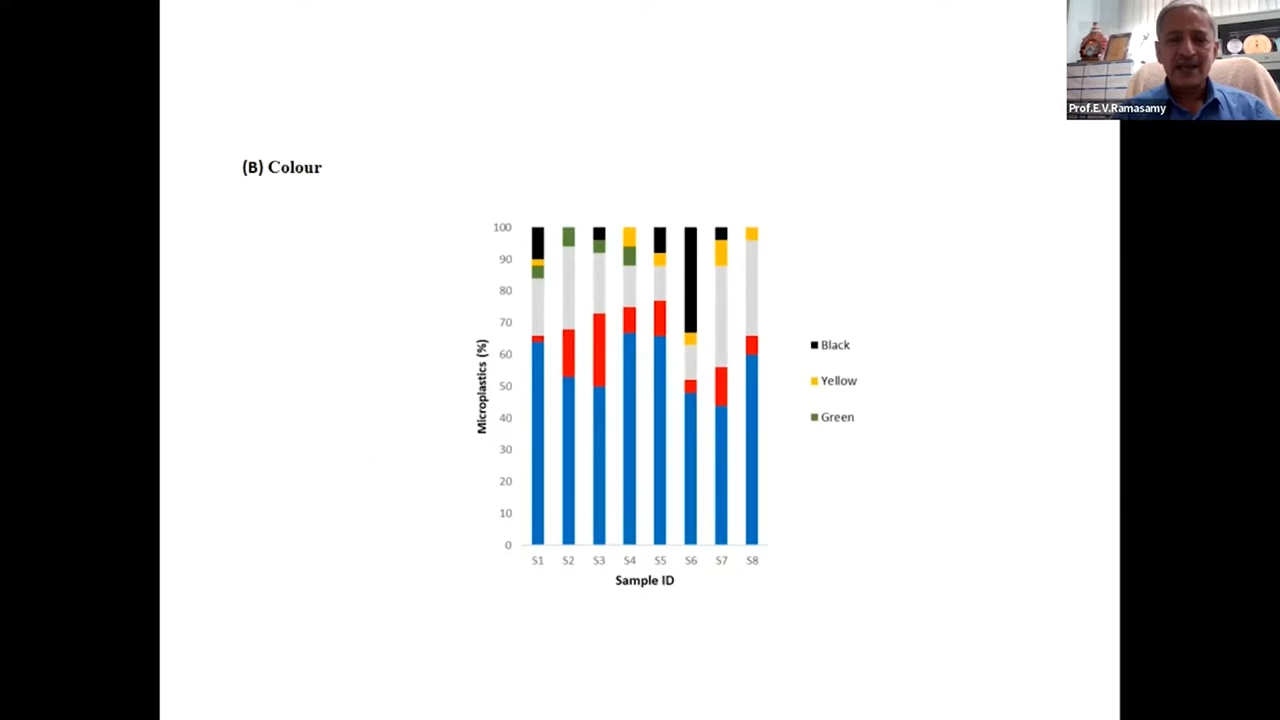 Prof.E.V.Ramasamy
(B) Colour
100
90
80
70
60
50
40
30
20
10
0
Microplastics (%)
S1 S2 S3 S4 S5 S6 S7 S8
Sample ID
Black
Yellow
Green